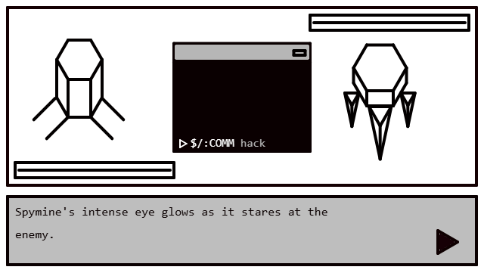 $/:COMM hack
Spymine's intense eye glows as it stares at the
enemy.